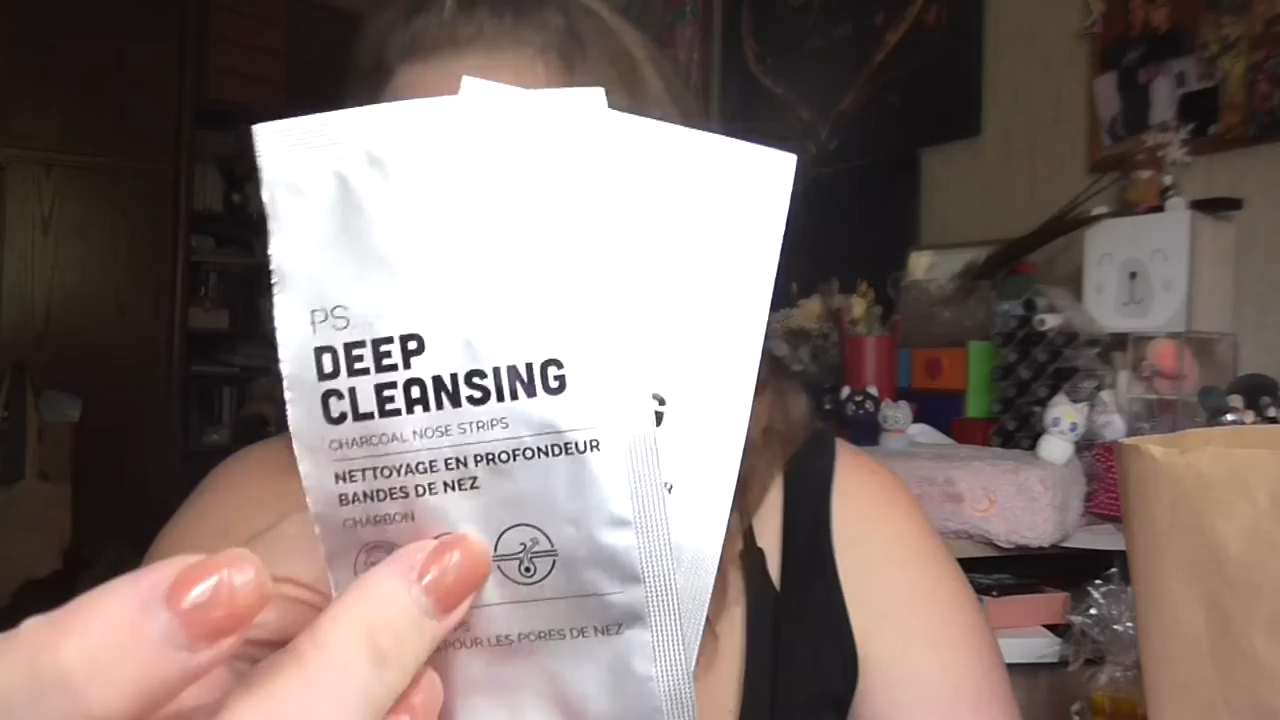 PS...
DEEP
CLEANSING
CHARCOAL NOSE STRIPS
NETTOYAGE EN PROFONDEUR
BANDES DE NEZ
CHARBON
POUR LES PORES DE NEZ